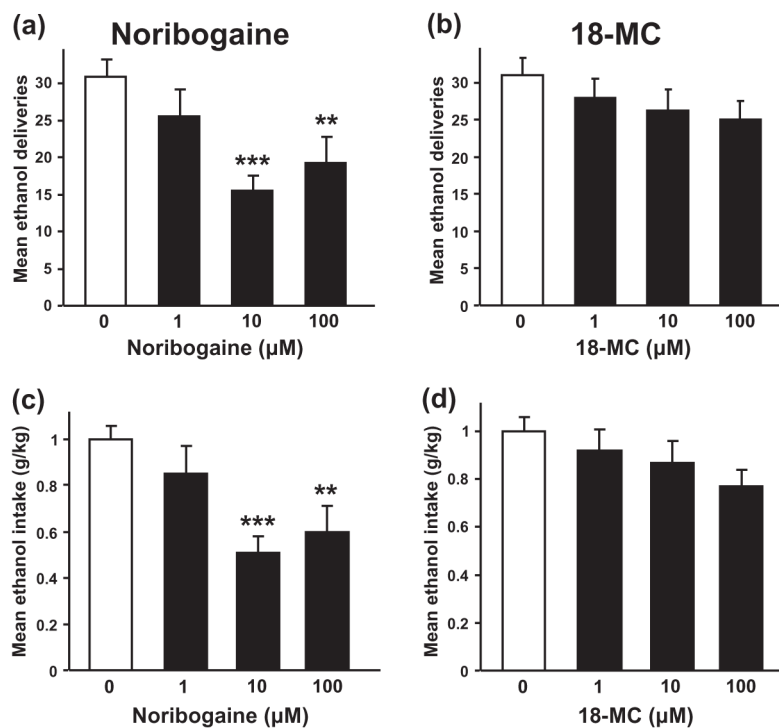 (a)
Noribogaine
Mean ethanol deliveries
30
25
20
15
10
5
0
***
**
0 1 10 100
Noribogaine (µM)
(b)
18-MC
Mean ethanol deliveries
30
25
20
15
10
5
0
0 1 10 100
18-MC (µM)
(c)
Mean ethanol intake (g/kg)
1
0.8
0.6
0.4
0.2
0
***
**
0 1 10 100
Noribogaine (µM)
(d)
Mean ethanol intake (g/kg)
1
0.8
0.6
0.4
0.2
0
0 1 10 100
18-MC (µM)